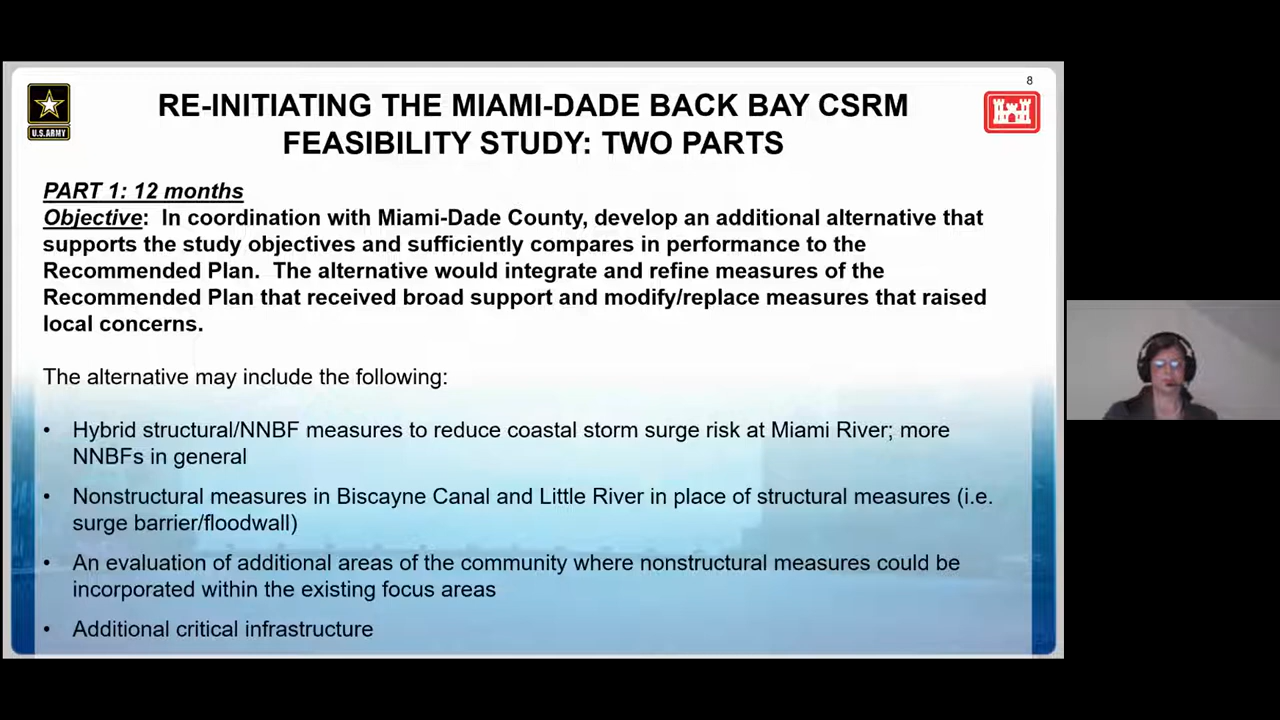 8
RE-INITIATING THE MIAMI-DADE BACK BAY CSRM
FEASIBILITY STUDY: TWO PARTS
U.S.ARMY
PART 1: 12 months
Objective: In coordination with Miami-Dade County, develop an additional alternative that
supports the study objectives and sufficiently compares in performance to the
Recommended Plan. The alternative would integrate and refine measures of the
Recommended Plan that received broad support and modify/replace measures that raised
local concerns.
The alternative may include the following:
• Hybrid structural/NNBF measures to reduce coastal storm surge risk at Miami River; more
NNBFs in general
• Nonstructural measures in Biscayne Canal and Little River in place of structural measures (i.e.
surge barrier/floodwall)
• An evaluation of additional areas of the community where nonstructural measures could be
incorporated within the existing focus areas
• Additional critical infrastructure